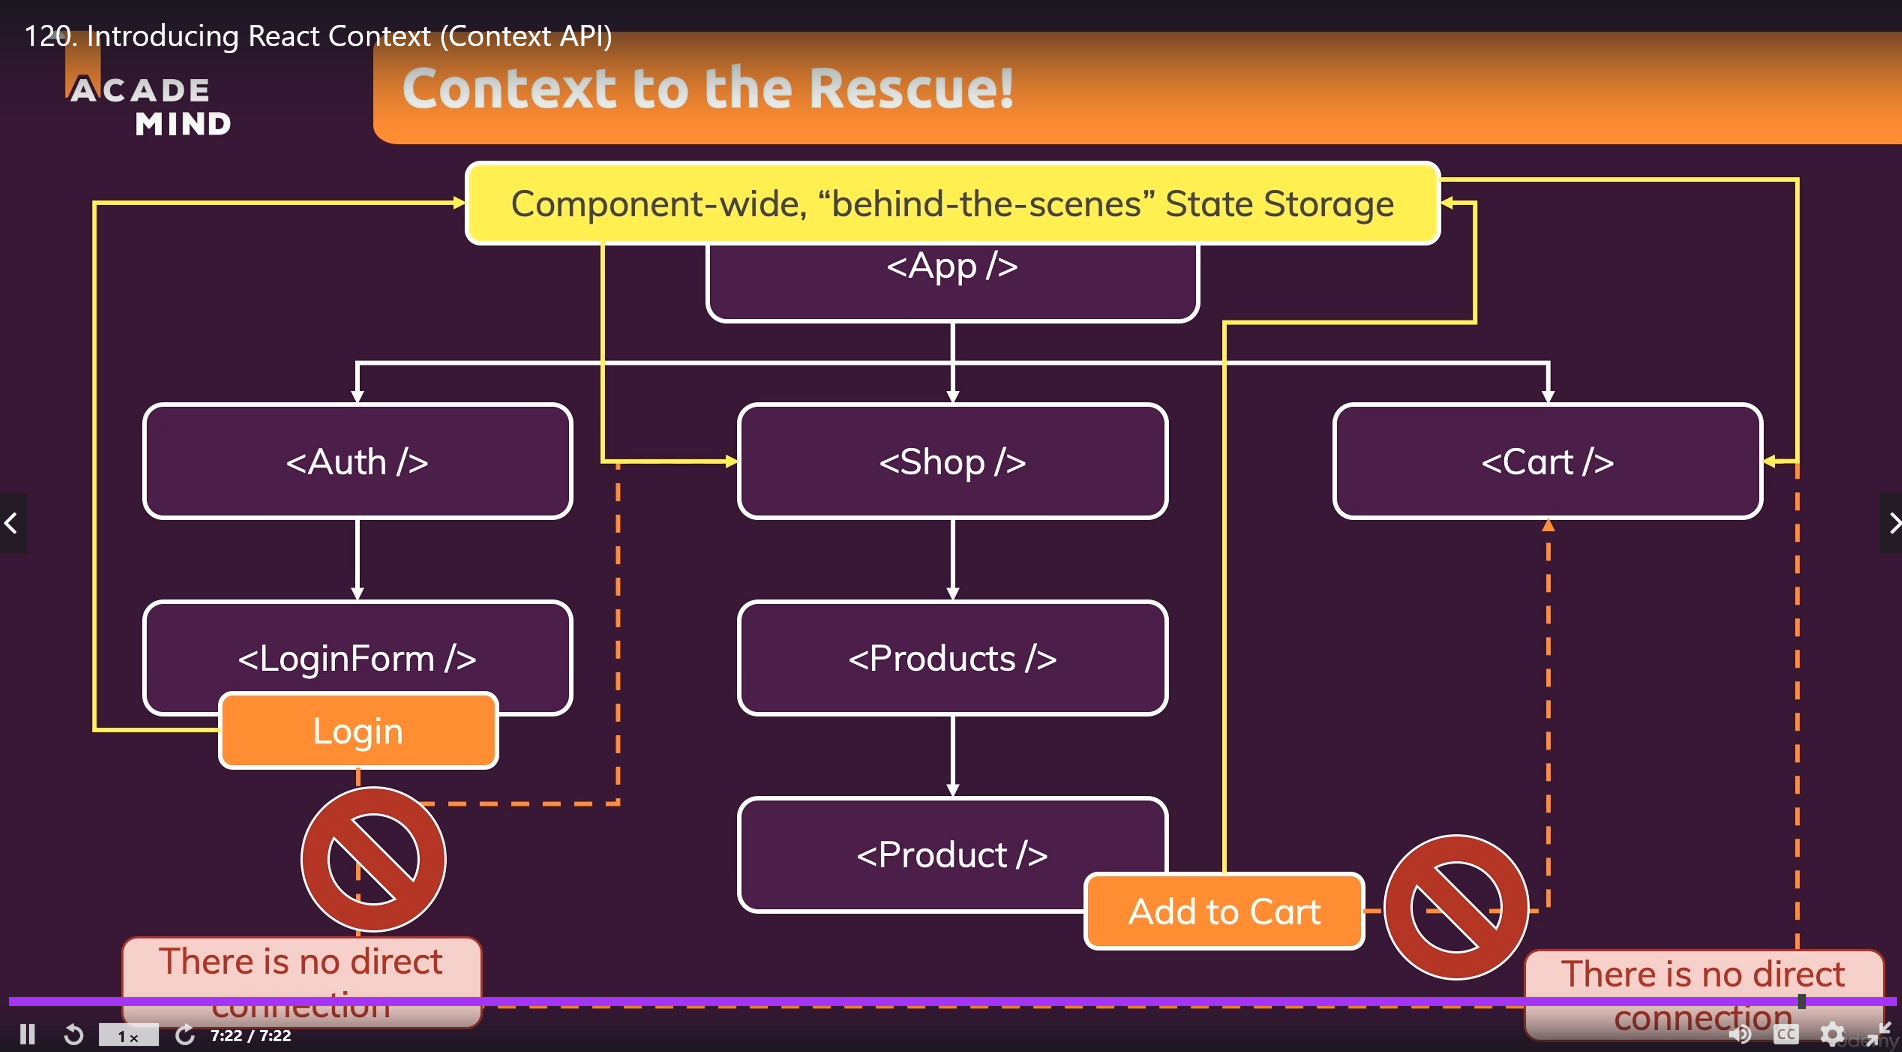 120. Introducing React Context (Context API)
ACADE
MIND
Context to the Rescue!
Component-wide, “behind-the-scenes” State Storage
<App />
<Auth />
<Shop />
<Cart />
<LoginForm />
<Products />
Login
<Product />
Add to Cart
There is no direct
connection
There is no direct
connection
1x
7:22 / 7:22
CC